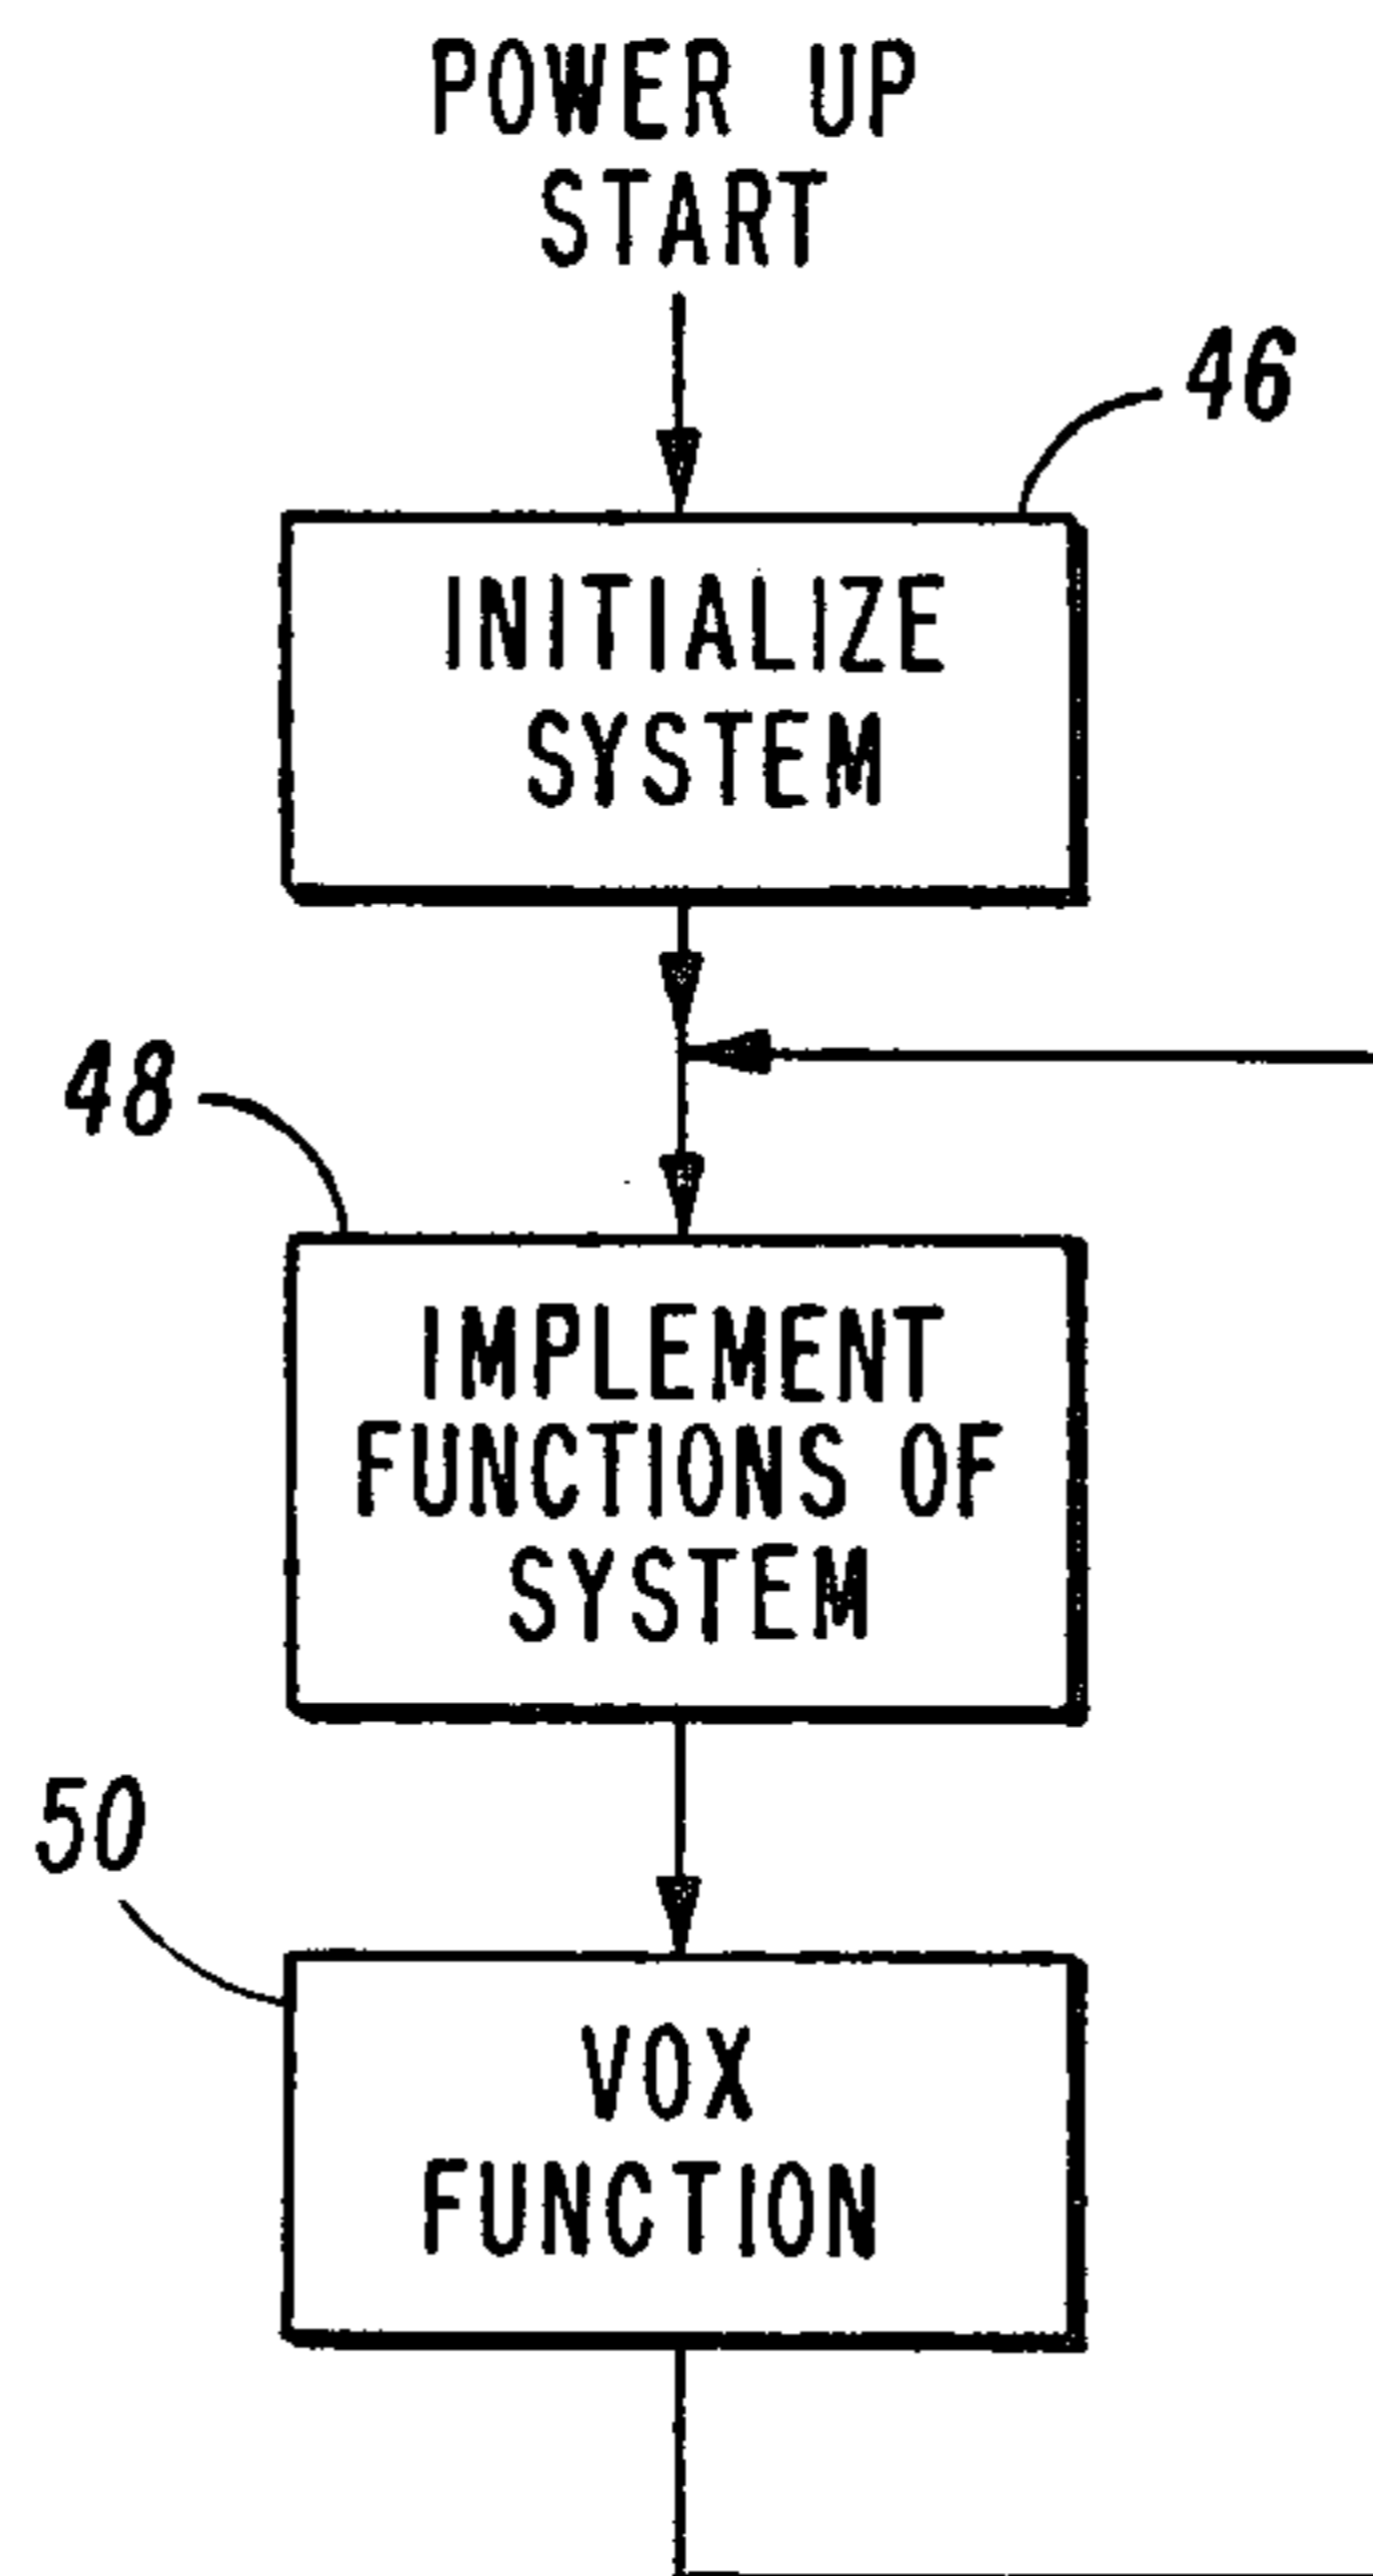 POWER UP
START
46
INITIALIZE
SYSTEM
48
IMPLEMENT
FUNCTIONS OF
SYSTEM
50
VOX
FUNCTION